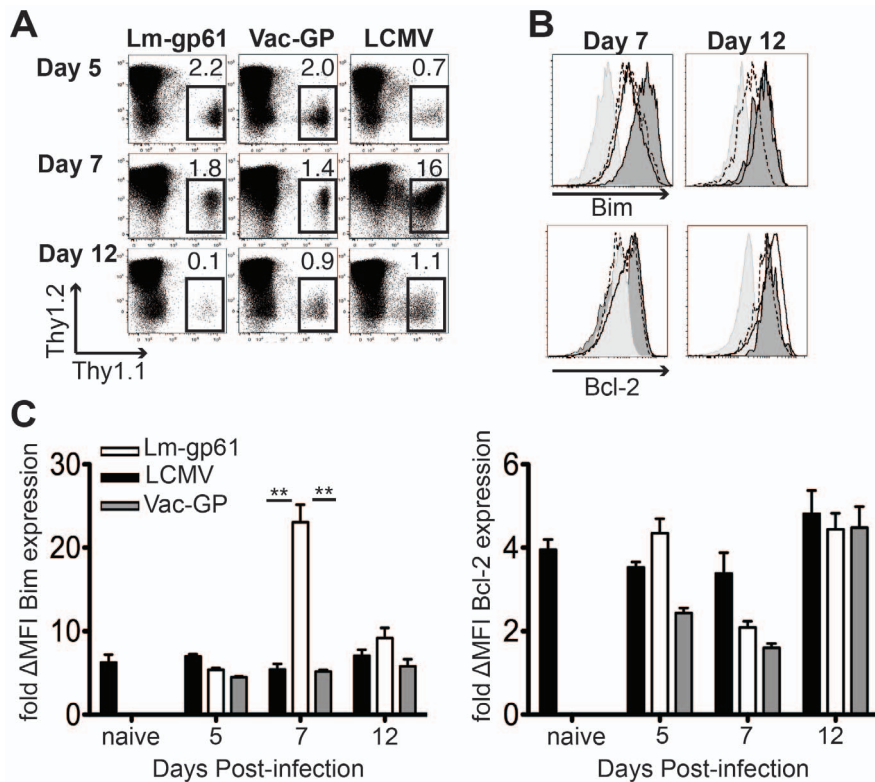 A
Lm-gp61 Vac-GP LCMV
Day 5 2.2 2.0 0.7
Day 7 1.8 1.4 16
Day 12 0.1 0.9 1.1
Thy1.2
Thy1.1
B
Day 7 Day 12
Bim
Bcl-2
C
Lm-gp61
LCMV
Vac-GP
fold ΔMFI Bim expression
30
20
10
0
** **
naive 5 7 12
Days Post-infection
fold ΔMFI Bcl-2 expression
6
4
2
0
naive 5 7 12
Days Post-infection